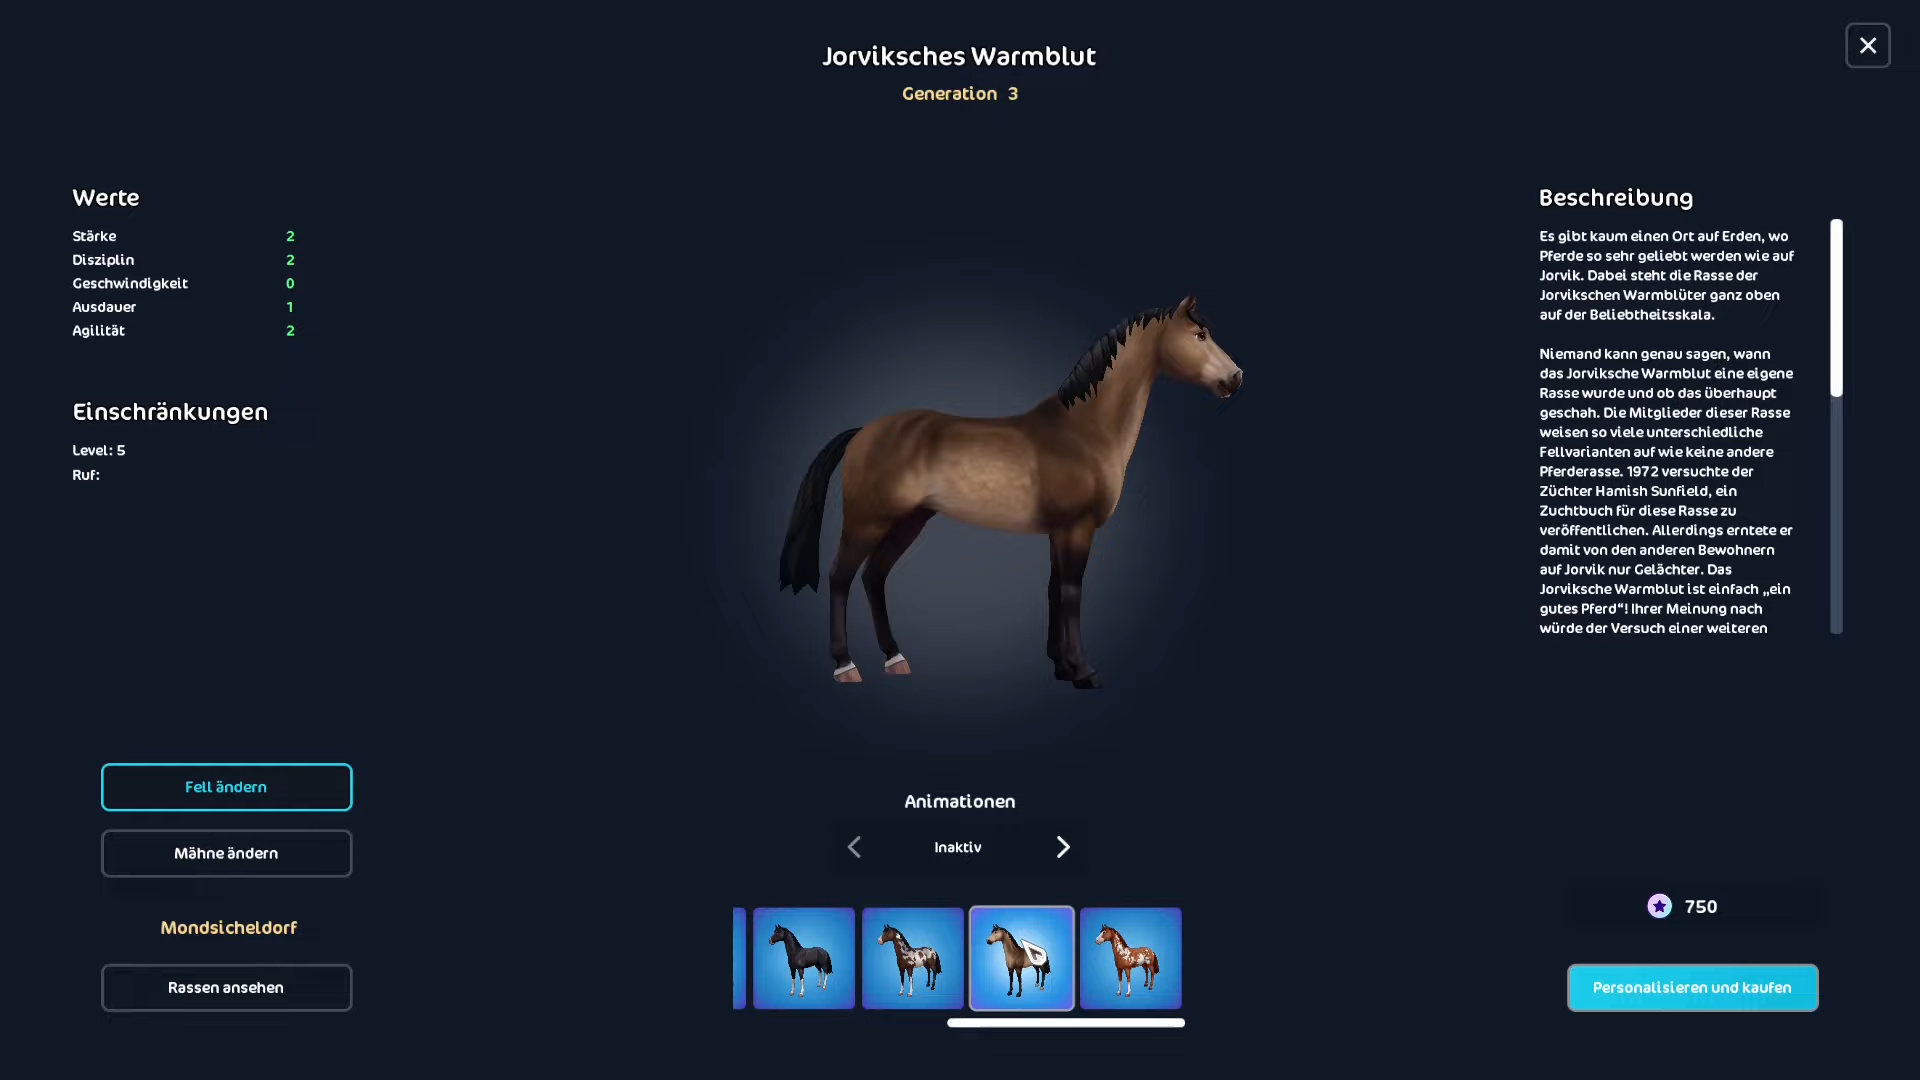 Jorviksches Warmblut
Generation 3
Werte
Stärke 2
Disziplin 2
Geschwindigkeit 0
Ausdauer 1
Agilität 2
Einschränkungen
Level: 5
Ruf:
Beschreibung
Es gibt kaum einen Ort auf Erden, wo
Pferde so sehr geliebt werden wie auf
Jorvik. Dabei steht die Rasse der
Jorvikschen Warmblüter ganz oben
auf der Beliebtheitsskala.
Niemand kann genau sagen, wann
das Jorviksche Warmblut eine eigene
Rasse wurde und ob das überhaupt
geschah. Die Mitglieder dieser Rasse
weisen so viele unterschiedliche
Fellvarianten auf wie keine andere
Pferderasse. 1972 versuchte der
Züchter Hamish Sunfield, ein
Zuchtbuch für diese Rasse zu
veröffentlichen. Allerdings erntete er
damit von den anderen Bewohnern
auf Jorvik nur Gelächter. Das
Jorviksche Warmblut ist einfach „ein
gutes Pferd“! Ihrer Meinung nach
würde der Versuch einer weiteren
Fell ändern
Mähne ändern
Mondsicheldorf
Rassen ansehen
Animationen
Inaktiv
750
Personalisieren und kaufen